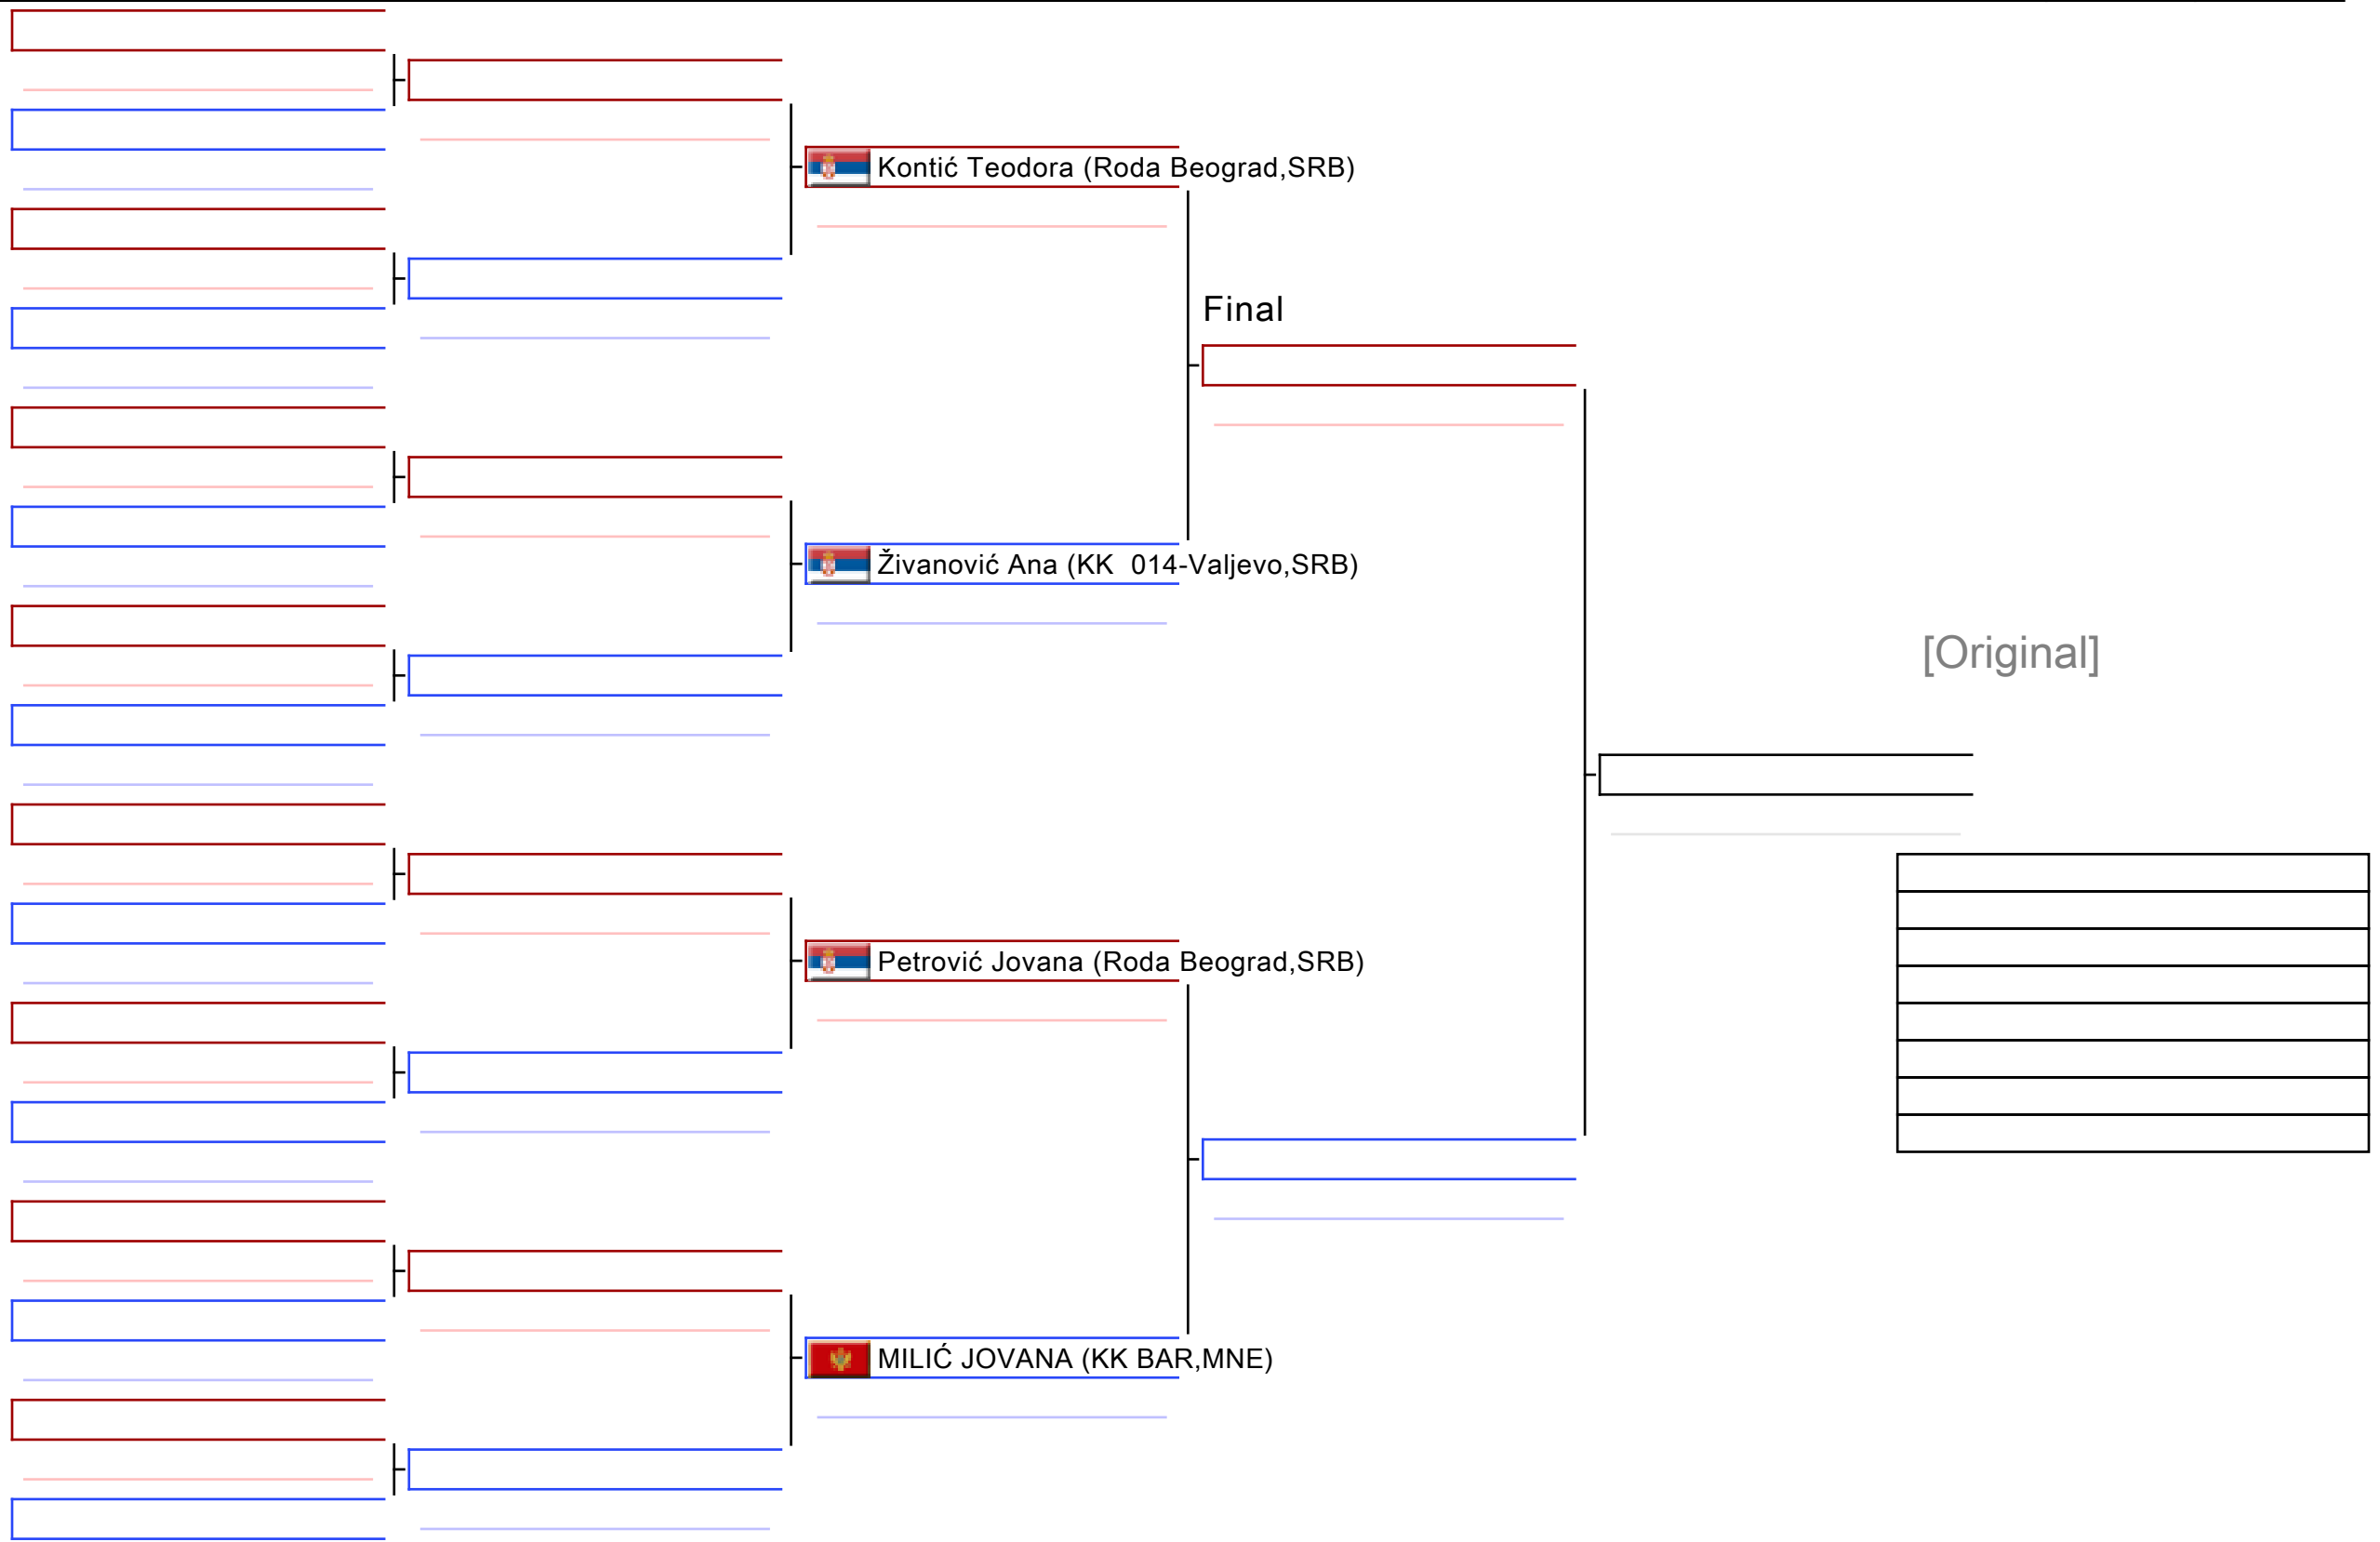 Kontić Teodora (Roda Beograd,SRB)
Final
Živanović Ana (KK  014-Valjevo,SRB)
[Original]
Petrović Jovana (Roda Beograd,SRB)
MILIĆ JOVANA (KK BAR,MNE)